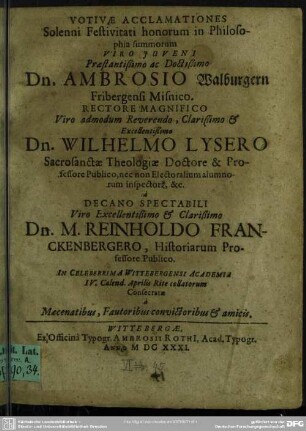 VOTIVÆ ACCLAMATIONES
Solenni Festivitati honorum in Philoso-
phia summorum
VIRO JUVENI
Præstantissimo ac Doctissimo
Dn. AMBROSIO Walburgern
Fribergensi Misnico.
RECTORE MAGNIFICO
Viro admodum Reverendo, Clarissimo &
Excellentissimo
Dn. WILHELMO LYSERO
Sacrosanctæ Theologiæ Doctore & Pro-
fessore Publico, nec non Electoralium alumno-
rum inspectore, &c.
à
DECANO SPECTABILI
Viro Excellentissimo & Clarissimo
Dn. M. REINHOLDO FRAN-
CKENBERGERO, Historiarum Pro-
fessore Publico.
IN CELEBERRIMA WITTEBERGENSI ACADEMIA
IV. Calend. Aprilis Rite collatorum
Consecratæ
à
Mecenatibus, Fautoribus convictoribus & amicis.
WITTEBERGÆ,
Ex Officinâ Typogr. AMBROSII ROTHI, Acad. Typogr.
Anno M DC XXXI.
Lat.
34.